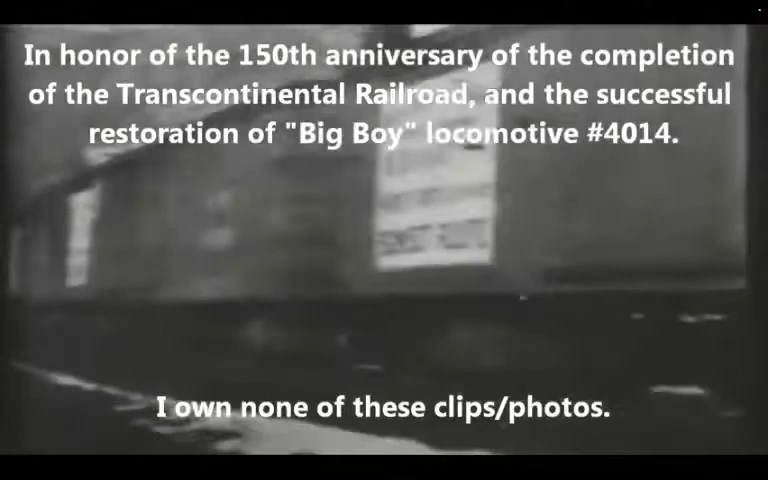 In honor of the 150th anniversary of the completion
of the Transcontinental Railroad, and the successful
restoration of "Big Boy" locomotive #4014.
I own none of these clips/photos.